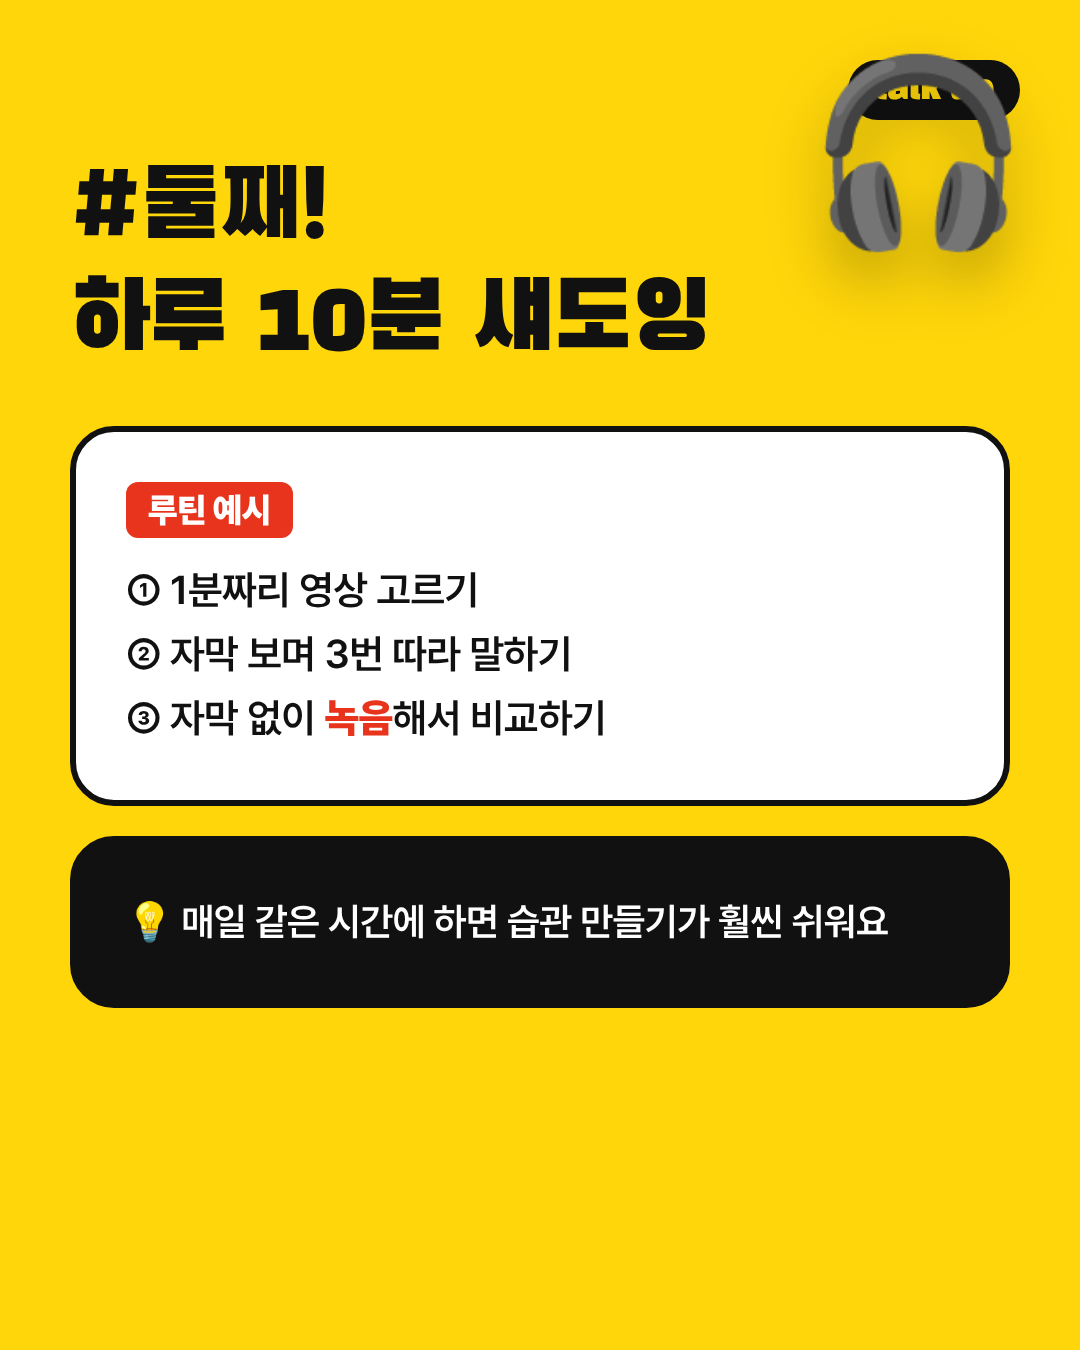 #둘째!
하루 10분 섀도잉
루틴 예시
① 1분짜리 영상 고르기
② 자막 보며 3번 따라 말하기
③ 자막 없이 녹음해서 비교하기
매일 같은 시간에 하면 습관 만들기가 훨씬 쉬워요